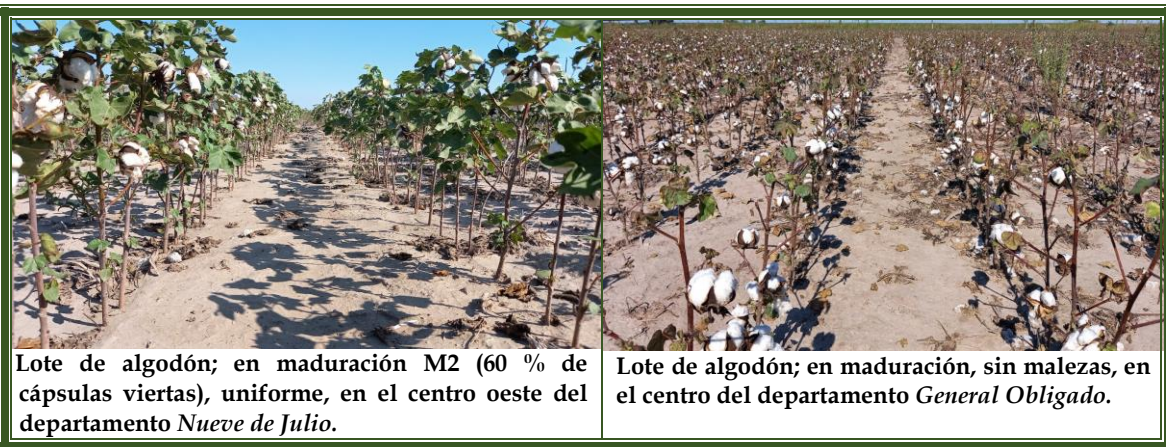 Lote de algodón; en maduración M2 (60 % de
cápsulas viertas), uniforme, en el centro oeste del
departamento Nueve de Julio.
Lote de algodón; en maduración, sin malezas, en
el centro del departamento General Obligado.